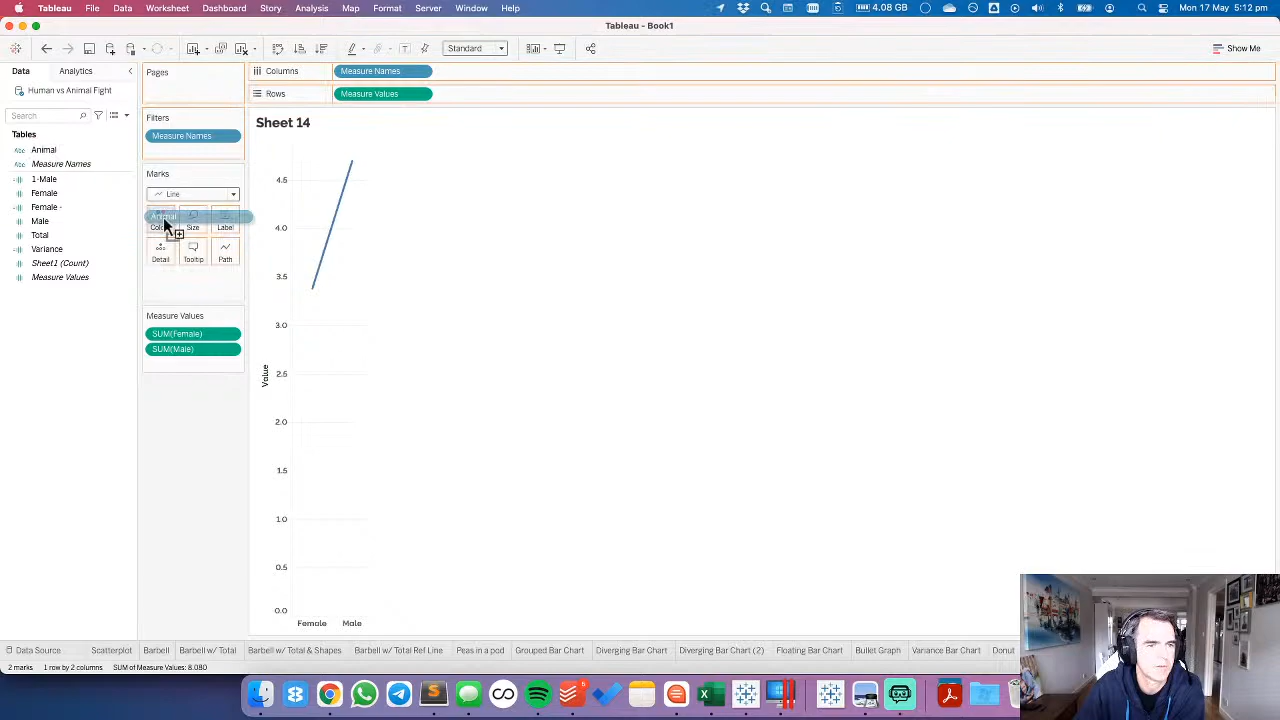 Tableau File Data Worksheet Dashboard Story Analysis Map Format Server Window Help 4.08 GB Mon 17 May 5:12 pm
Tableau - Book1
Standard Show Me
Data Analytics Pages Columns Measure Names
Human vs Animal Fight Rows Measure Values
Search Filters Sheet 14
Tables Measure Names
Abc Animal
Abc Measure Names
1-Male Marks
Female Line
Female -
Male Animal
Total Size Label
Variance
Sheet1 (Count) Detail Tooltip Path
Measure Values
Measure Values
SUM(Female)
SUM(Male)
4.5
4.0
3.5
3.0
2.5
2.0
1.5
1.0
0.5
0.0
Value
Female Male
Data Source Scatterplot Barbell Barbell w/ Total Barbell w/ Total & Shapes Barbell w/ Total Ref Line Peas in a pod Grouped Bar Chart Diverging Bar Chart Diverging Bar Chart (2) Floating Bar Chart Bullet Graph Variance Bar Chart Donut
2 marks 1 row by 2 columns SUM of Measure Values: 8.080